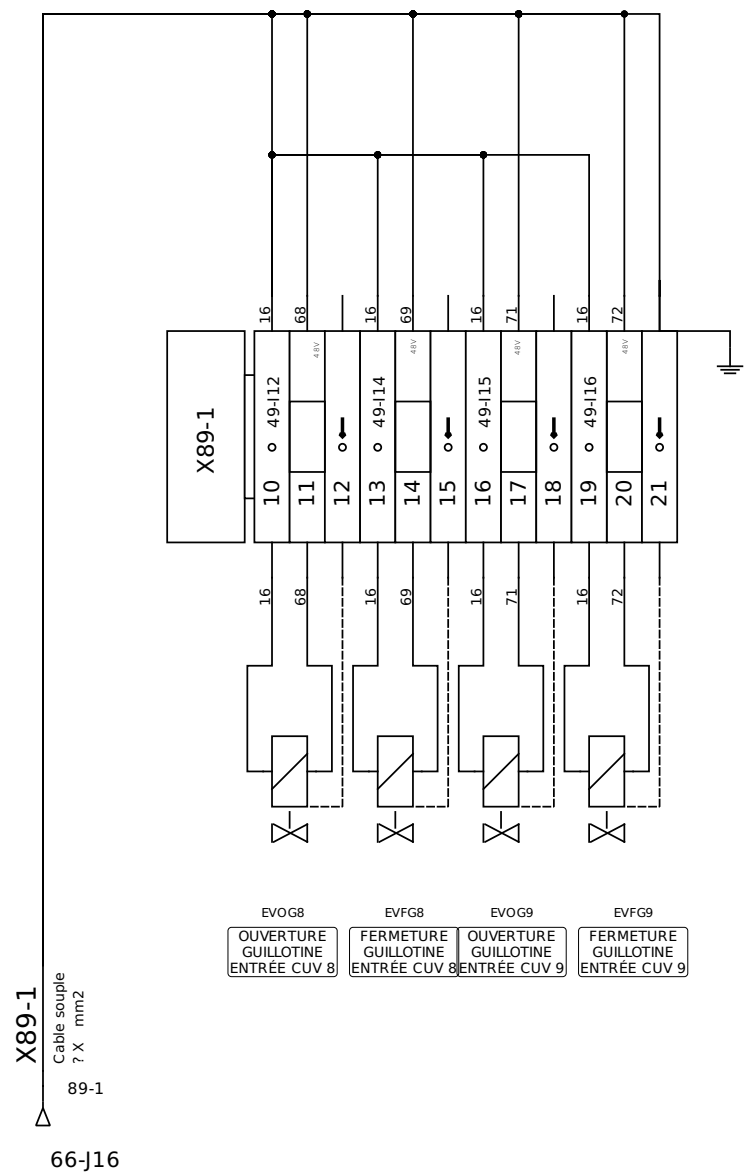 16
68
16
69
16
71
16
72
48V
48V
48V
48V
X89-1
49-I12
49-I14
49-I15
49-I16
10
11
12
13
14
15
16
17
18
19
20
21
16
68
16
69
16
71
16
72
EVOG8
EVFG8
EVOG9
EVFG9
OUVERTURE
GUILLOTINE
ENTRÉE CUV 8
FERMETURE
GUILLOTINE
ENTRÉE CUV 8
OUVERTURE
GUILLOTINE
ENTRÉE CUV 9
FERMETURE
GUILLOTINE
ENTRÉE CUV 9
X89-1
Cable souple
? X mm2
89-1
66-J16